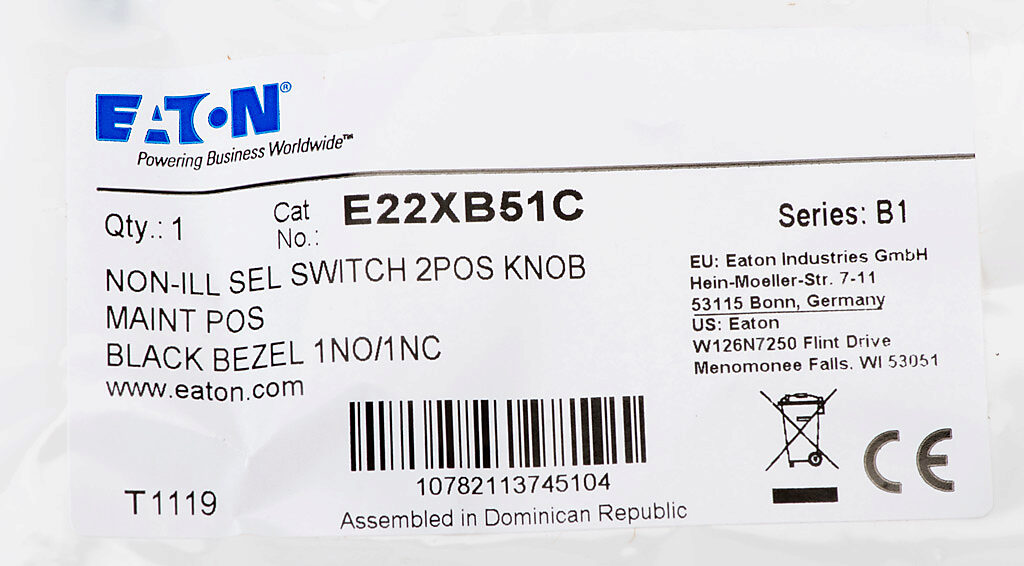 EATON®
Powering Business Worldwide™
Qty.: 1 Cat No.: E22XB51C Series: B1
NON-ILL SEL SWITCH 2POS KNOB
MAINT POS
BLACK BEZEL 1NO/1NC
www.eaton.com
EU: Eaton Industries GmbH
Hein-Moeller-Str. 7-11
53115 Bonn, Germany
US: Eaton
W126N7250 Flint Drive
Menomonee Falls. WI 53051
CE
10782113745104
T1119
Assembled in Dominican Republic